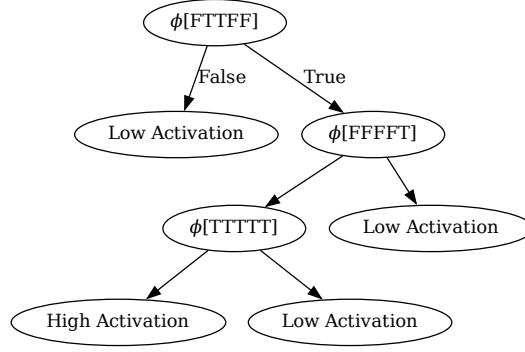 ϕ[FTTFF]
False
True
Low Activation
ϕ[FFFFT]
ϕ[TTTTT]
Low Activation
High Activation
Low Activation